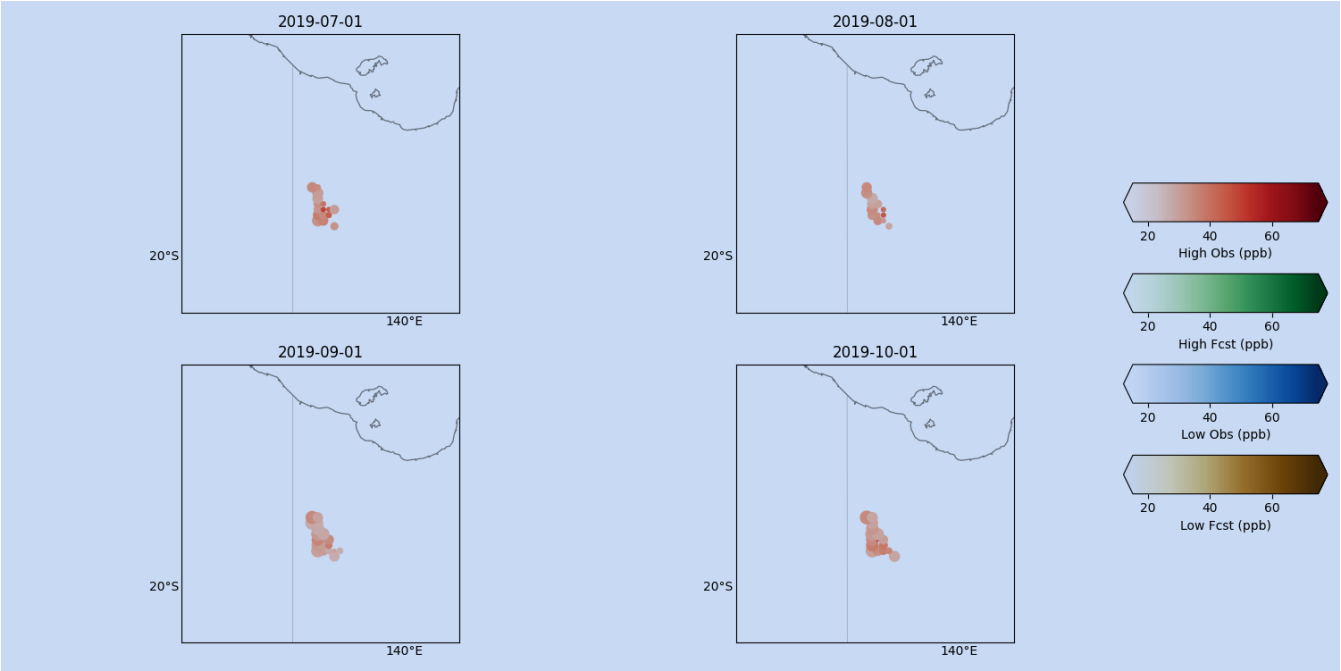 2019-07-01
2019-08-01
20°S
140°E
20°S
140°E
2019-09-01
2019-10-01
20°S
140°E
20°S
140°E
20 40 60
High Obs (ppb)
20 40 60
High Fcst (ppb)
20 40 60
Low Obs (ppb)
20 40 60
Low Fcst (ppb)